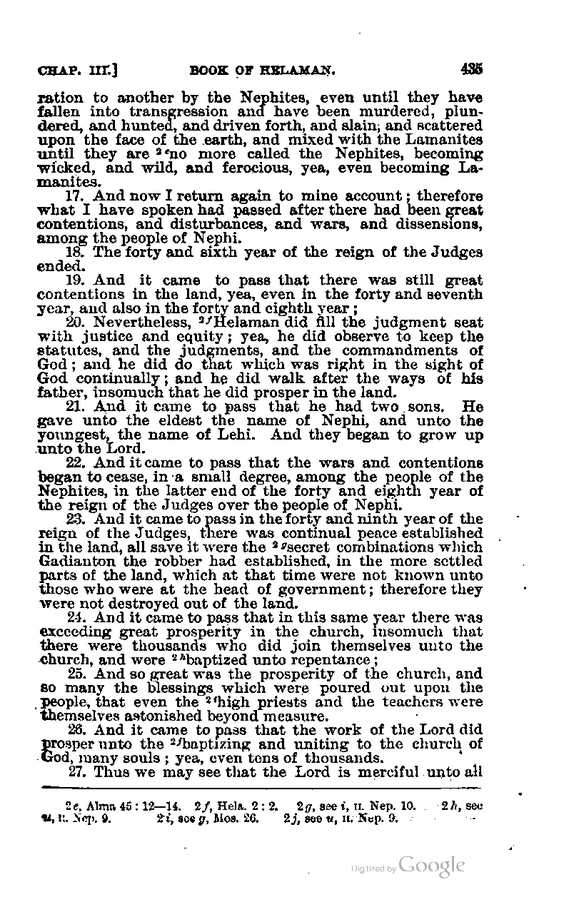 CHAP. III.] BOOK OF HELAMAN. 435
ration to another by the Nephites, even until they have
fallen into transgression and have been murdered, plun-
dered, and hunted, and driven forth, and slain; and scattered
upon the face of the earth, and mixed with the Lamanites
until they are 2eno more called the Nephites, becoming
wicked, and wild, and ferocious, yea, even becoming La-
manites.
17. And now I return again to mine account; therefore
what I have spoken had passed after there had been great
contentions, and disturbances, and wars, and dissensions,
among the people of Nephi.
18. The forty and sixth year of the reign of the Judges
ended.
19. And it came to pass that there was still great
contentions in the land, yea, even in the forty and seventh
year, and also in the forty and eighth year;
20. Nevertheless, 2fHelaman did fill the judgment seat
with justice and equity; yea, he did observe to keep the
statutes, and the judgments, and the commandments of
God; and he did do that which was right in the sight of
God continually; and he did walk after the ways of his
father, insomuch that he did prosper in the land.
21. And it came to pass that he had two sons. He
gave unto the eldest the name of Nephi, and unto the
youngest, the name of Lehi. And they began to grow up
unto the Lord.
22. And it came to pass that the wars and contentions
began to cease, in a small degree, among the people of the
Nephites, in the latter end of the forty and eighth year of
the reign of the Judges over the people of Nephi.
23. And it came to pass in the forty and ninth year of the
reign of the Judges, there was continual peace established
in the land, all save it were the 2gsecret combinations which
Gadianton the robber had established, in the more settled
parts of the land, which at that time were not known unto
those who were at the head of government; therefore they
were not destroyed out of the land.
24. And it came to pass that in this same year there was
exceeding great prosperity in the church, insomuch that
there were thousands who did join themselves unto the
church, and were 2hbaptized unto repentance;
25. And so great was the prosperity of the church, and
so many the blessings which were poured out upon the
people, that even the 2ihigh priests and the teachers were
themselves astonished beyond measure.
26. And it came to pass that the work of the Lord did
prosper unto the 2jbaptizing and uniting to the church of
God, many souls; yea, even tens of thousands.
27. Thus we may see that the Lord is merciful unto all
2e, Alma 45: 12—14. 2f, Hela. 2: 2. 2g, see i, II. Nep. 10. 2h, see
u, II. Nep. 9. 2i, see g, Mos. 26. 2j, see u, II. Nep. 9.
Digitized by Google